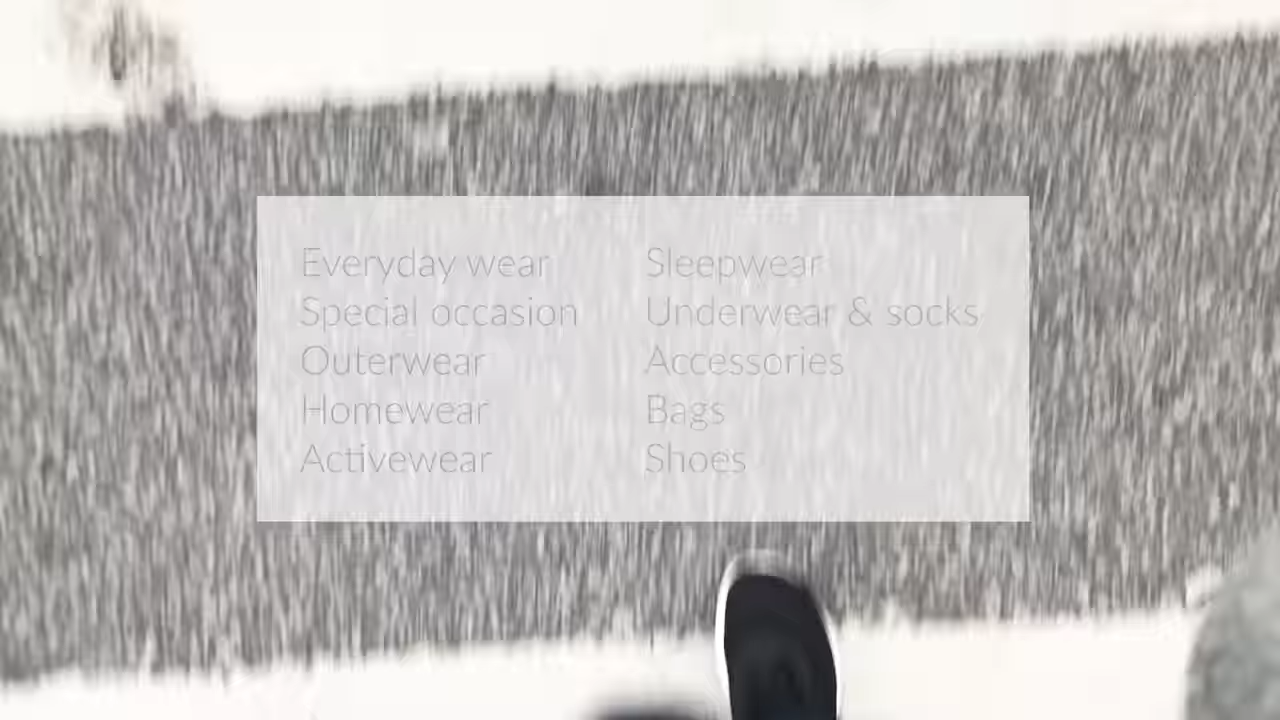 Everyday wear
Special occasion
Outerwear
Homewear
Activewear
Sleepwear
Underwear & socks
Accessories
Bags
Shoes